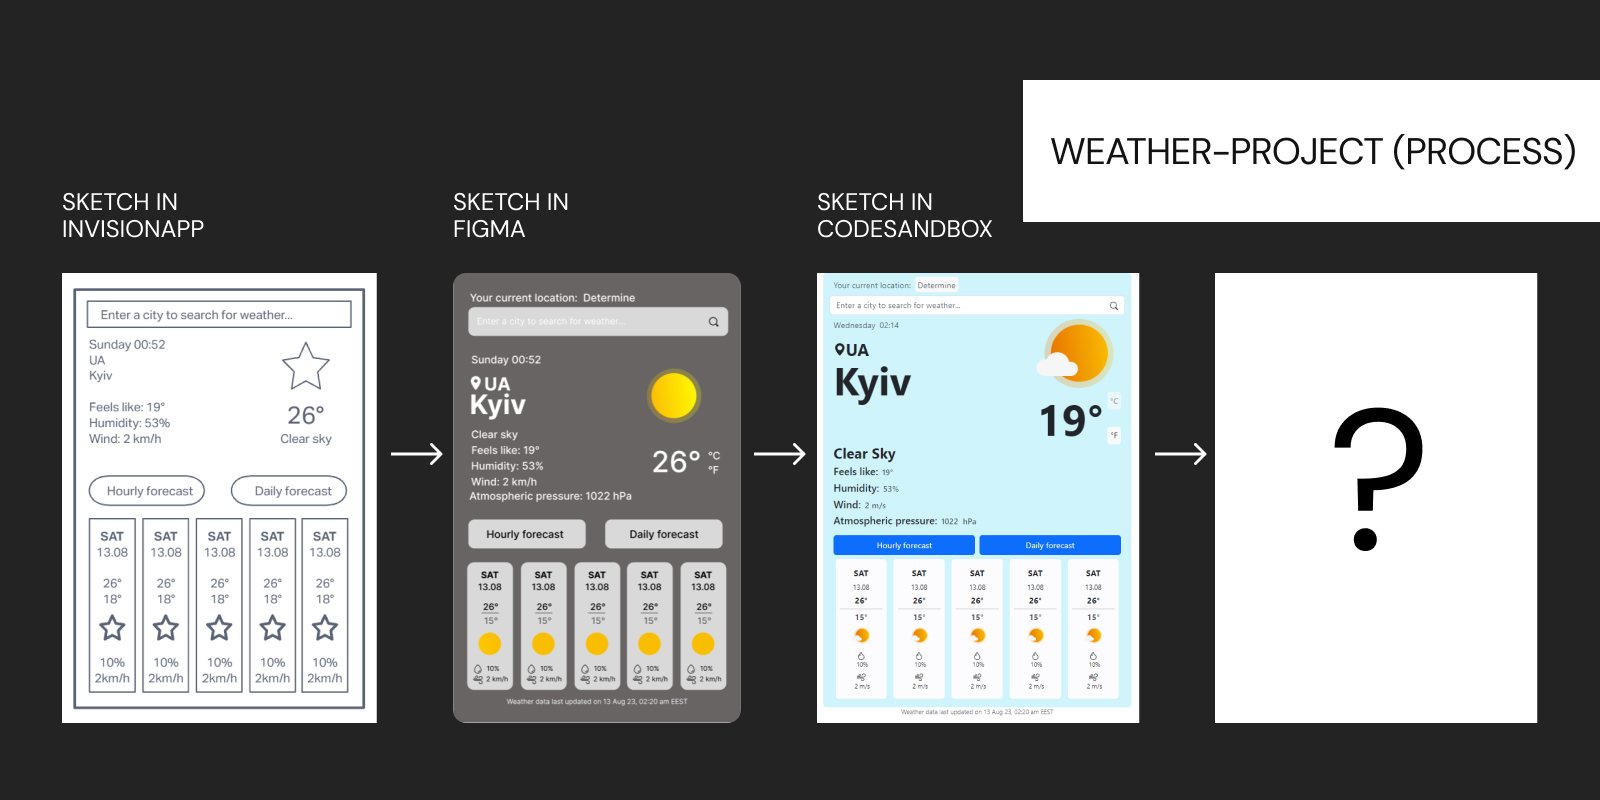 WEATHER-PROJECT (PROCESS)
SKETCH IN
INVISIONAPP
Enter a city to search for weather...
Sunday 00:52
UA
Kyiv
Feels like: 19°
Humidity: 53%
Wind: 2 km/h
26°
Clear sky
Hourly forecast Daily forecast
SAT SAT SAT SAT SAT
13.08 13.08 13.08 13.08 13.08
26° 26° 26° 26° 26°
18° 18° 18° 18° 18°
10% 10% 10% 10% 10%
2km/h 2km/h 2km/h 2km/h 2km/h
SKETCH IN
FIGMA
Your current location: Determine
Enter a city to search for weather...
Sunday 00:52
UA
Kyiv
Clear sky
Feels like: 19°
Humidity: 53%
Wind: 2 km/h
Atmospheric pressure: 1022 hPa
26° °C
°F
Hourly forecast Daily forecast
SAT SAT SAT SAT SAT
13.08 13.08 13.08 13.08 13.08
26° 26° 26° 26° 26°
15° 15° 15° 15° 15°
10% 10% 10% 10% 10%
2 km/h 2 km/h 2 km/h 2 km/h 2 km/h
Weather data last updated on 13 Aug 23, 02:20 am EEST
SKETCH IN
CODESANDBOX
Your current location: Determine
Enter a city to search for weather...
Wednesday 02:14
UA
Kyiv
19° °C
°F
Clear Sky
Feels like: 19°
Humidity: 53%
Wind: 2 m/s
Atmospheric pressure: 1022 hPa
Hourly forecast Daily forecast
SAT SAT SAT SAT SAT
13.08 13.08 13.08 13.08 13.08
26° 26° 26° 26° 26°
15° 15° 15° 15° 15°
10% 10% 10% 10% 10%
2 m/s 2 m/s 2 m/s 2 m/s 2 m/s
Weather data last updated on 13 Aug 23, 02:20 am EEST
?